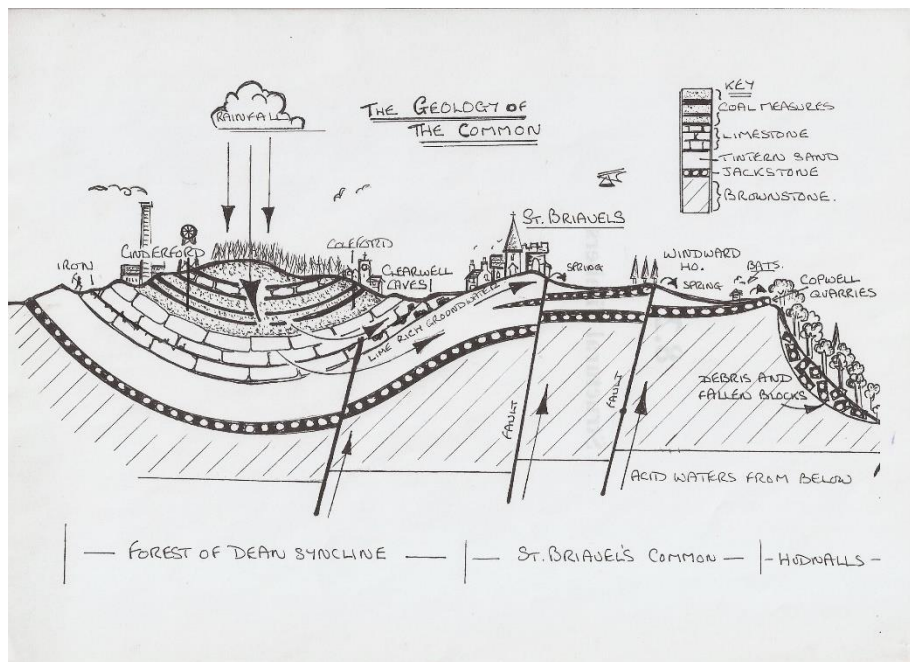 THE GEOLOGY OF
THE COMMON
RAINFALL
KEY
COAL MEASURES
LIMESTONE
TINTERN SAND
JACKSTONE
BROWNSTONE.
ST. BRIAVELS
CINDERFORD
COLEFORD
IRON
CLEARWELL
CAVES!
SPRING
WINDWARD
HO.
SPRING
BATS.
COPWELL
QUARRIES
LIME RICH GROUNDWATER
FAULT
FAULT
DEBRIS AND
FALLEN BLOCKS
ACID WATERS FROM BELOW
FOREST OF DEAN SYNCLINE
ST. BRIAVEL'S COMMON
HUDNALLS